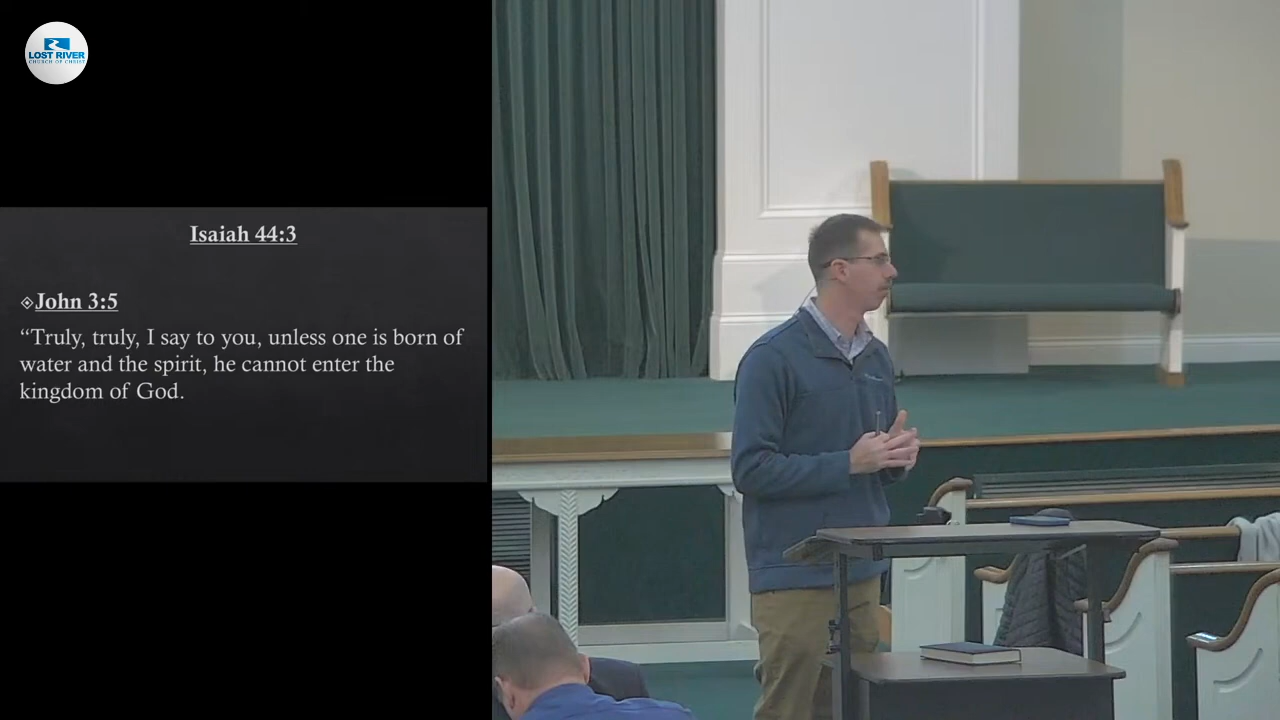 LOST RIVER
CHURCH OF CHRIST
Isaiah 44:3
John 3:5
“Truly, truly, I say to you, unless one is born of
water and the spirit, he cannot enter the
kingdom of God.